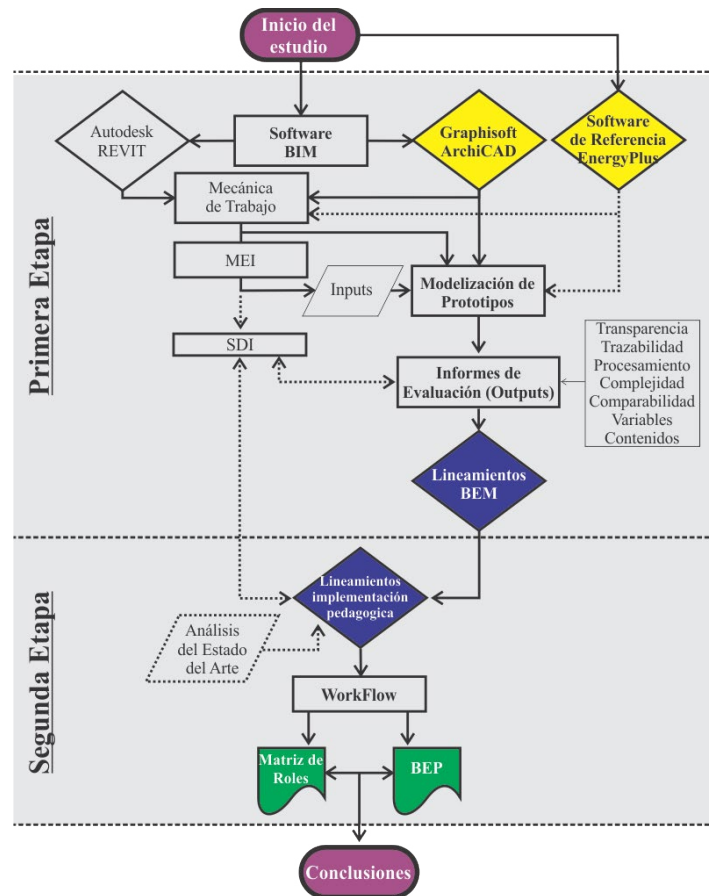 Inicio del
estudio
Primera Etapa
Autodesk
REVIT
Software
BIM
Graphisoft
ArchiCAD
Software
de Referencia
EnergyPlus
Mecánica
de Trabajo
MEI
Inputs
Modelización de
Prototipos
SDI
Informes de
Evaluación (Outputs)
Transparencia
Trazabilidad
Procesamiento
Complejidad
Comparabilidad
Variables
Contenidos
Lineamientos
BEM
Segunda Etapa
Lineamientos
implementación
pedagogica
Análisis
del Estado
del Arte
WorkFlow
Matriz de
Roles
BEP
Conclusiones